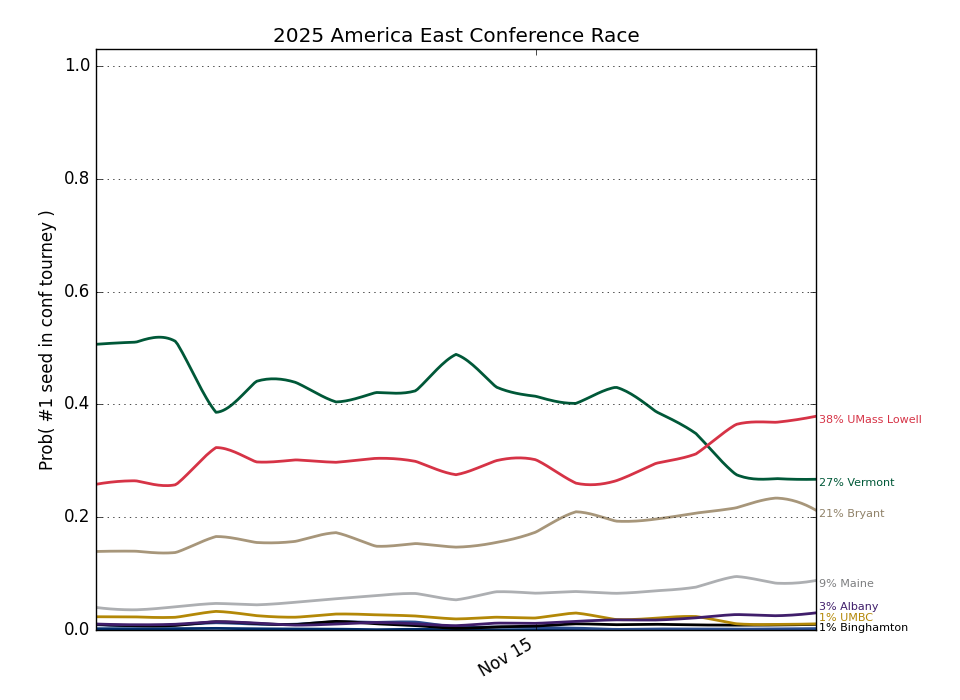 2025 America East Conference Race
Prob( #1 seed in conf tourney )
1.0
0.8
0.6
0.4
0.2
0.0
Nov 15
38% UMass Lowell
27% Vermont
21% Bryant
9% Maine
3% Albany
1% UMBC
1% Binghamton